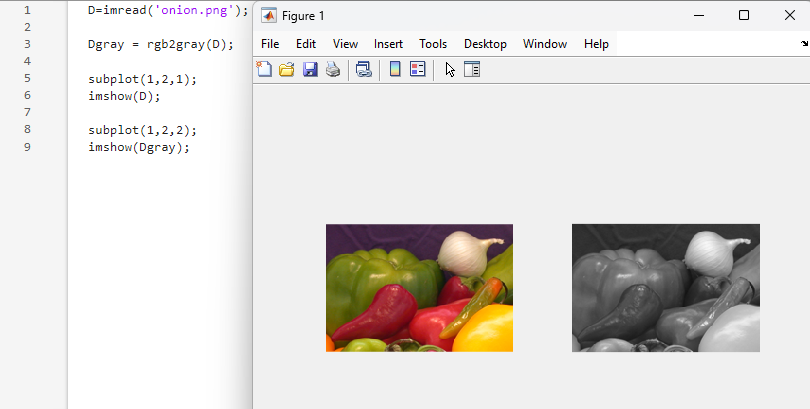 1 D=imread('onion.png');
2
3 Dgray = rgb2gray(D);
4
5 subplot(1,2,1);
6 imshow(D);
7
8 subplot(1,2,2);
9 imshow(Dgray);
Figure 1
File Edit View Insert Tools Desktop Window Help